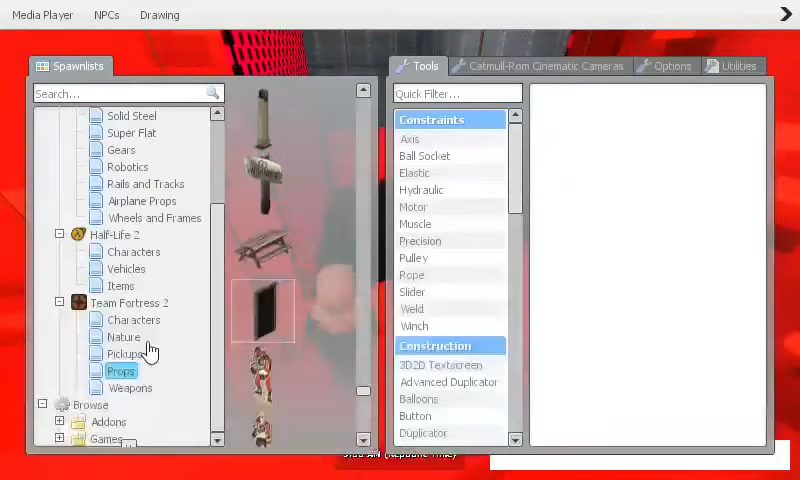 Media Player NPCs Drawing
Spawnlists
Search...
Solid Steel
Super Flat
Gears
Robotics
Rails and Tracks
Airplane Props
Wheels and Frames
Half-Life 2
Characters
Vehicles
Items
Team Fortress 2
Characters
Nature
Pickups
Props
Weapons
Browse
Addons
Games
Tools Catmull-Rom Cinematic Cameras Options Utilities
Quick Filter...
Constraints
Axis
Ball Socket
Elastic
Hydraulic
Motor
Muscle
Precision
Pulley
Rope
Slider
Weld
Winch
Construction
3D2D Textscreen
Advanced Duplicator
Balloons
Button
Duplicator